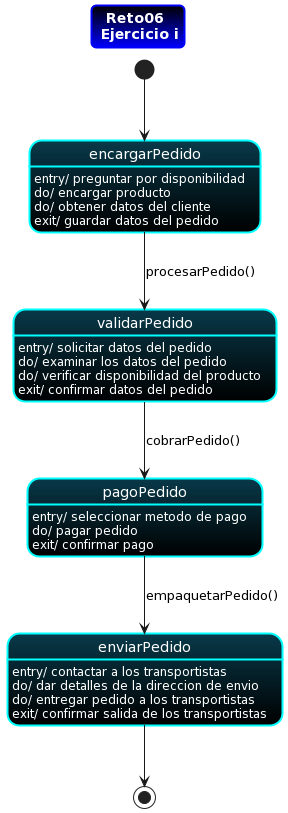 Reto06
Ejercicio i
encargarPedido
entry/ preguntar por disponibilidad
do/ encargar producto
do/ obtener datos del cliente
exit/ guardar datos del pedido
procesarPedido()
validarPedido
entry/ solicitar datos del pedido
do/ examinar los datos del pedido
do/ verificar disponibilidad del producto
exit/ confirmar datos del pedido
cobrarPedido()
pagoPedido
entry/ seleccionar metodo de pago
do/ pagar pedido
exit/ confirmar pago
empaquetarPedido()
enviarPedido
entry/ contactar a los transportistas
do/ dar detalles de la direccion de envio
do/ entregar pedido a los transportistas
exit/ confirmar salida de los transportistas